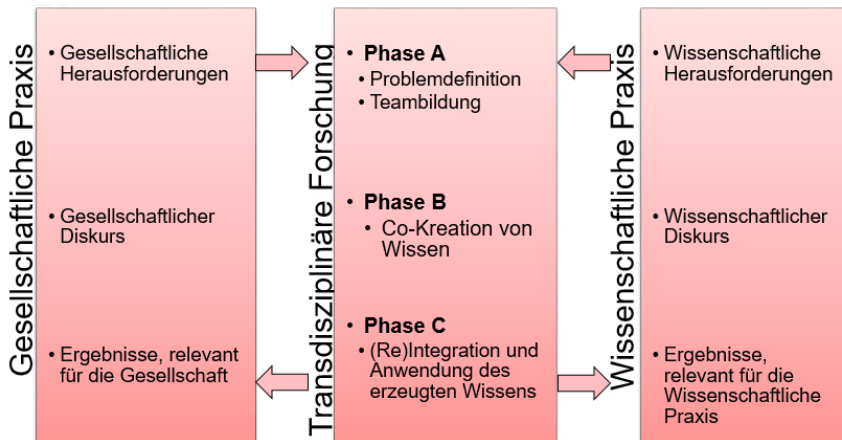 Gesellschaftliche Praxis
• Gesellschaftliche
Herausforderungen
• Gesellschaftlicher
Diskurs
• Ergebnisse, relevant
für die Gesellschaft
Transdisziplinäre Forschung
• Phase A
• Problemdefinition
• Teambildung
• Phase B
• Co-Kreation von
Wissen
• Phase C
• (Re)Integration und
Anwendung des
erzeugten Wissens
Wissenschaftliche Praxis
• Wissenschaftliche
Herausforderungen
• Wissenschaftlicher
Diskurs
• Ergebnisse,
relevant für die
Wissenschaftliche
Praxis